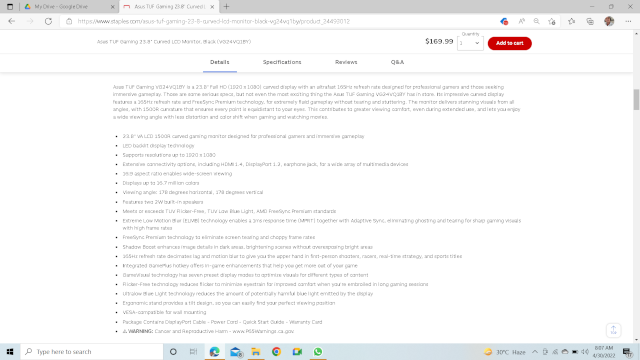 My Drive - Google Drive
Asus TUF Gaming 23.8" Curved L
https://www.staples.com/asus-tuf-gaming-23-8-curved-lcd-monitor-black-vg24vq1by/product_24493012
Asus TUF Gaming 23.8" Curved LCD Monitor, Black (VG24VQ1BY)
$169.99
Quantity
1
Add to cart
Details
Specifications
Reviews
Q&A
Asus TUF Gaming VG24VQ1BY is a 23.8" Full HD (1920 x 1080) curved display with an ultrafast 165Hz refresh rate designed for professional gamers and those seeking
immersive gameplay. Those are some serious specs, but not even the most exciting thing the Asus TUF Gaming VG24VQ1BY has in store. Its impressive curved display
features a 165Hz refresh rate and FreeSync Premium technology, for extremely fluid gameplay without tearing and stuttering. The monitor delivers stunning visuals from all
angles, with 1500R curvature that ensures every point is equidistant to your eyes. This contributes to greater viewing comfort, even during extended use, and lets you enjoy
a wide viewing angle with less distortion and color shift when gaming and watching movies.
23.8" VA LCD 1500R curved gaming monitor designed for professional gamers and immersive gameplay
LED backlit display technology
Supports resolutions up to 1920 x 1080
Extensive connectivity options, including HDMI 1.4, DisplayPort 1.2, earphone jack, for a wide array of multimedia devices
16:9 aspect ratio enables wide-screen viewing
Displays up to 16.7 million colors
Viewing angle: 178 degrees horizontal, 178 degrees vertical
Features two 2W built-in speakers
Meets or exceeds TUV Flicker-Free, TUV Low Blue Light, AMD FreeSync Premium standards
Extreme Low Motion Blur (ELMB) technology enables a 1ms response time (MPRT) together with Adaptive Sync, eliminating ghosting and tearing for sharp gaming visuals
with high frame rates
FreeSync Premium technology to eliminate screen tearing and choppy frame rates
Shadow Boost enhances image details in dark areas, brightening scenes without overexposing bright areas
165Hz refresh rate decimates lag and motion blur to give you the upper hand in first-person shooters, racers, real-time strategy, and sports titles
Integrated GamePlus hotkey offers in-game enhancements that help you get more out of your game
GameVisual technology has seven preset display modes to optimize visuals for different types of content
Flicker-Free technology reduces flicker to minimize eyestrain for improved comfort when you're embroiled in long gaming sessions
Ultralow Blue Light technology reduces the amount of potentially harmful blue light emitted by the display
Ergonomic stand provides a tilt design, so you can easily find your perfect viewing position
VESA-compatible for wall mounting
Package Contains DisplayPort Cable - Power Cord - Quick Start Guide - Warranty Card
WARNING: Cancer and Reproductive Harm - www.P65Warnings.ca.gov.
Type here to search
30°C Haze
8:07 AM
4/30/2022